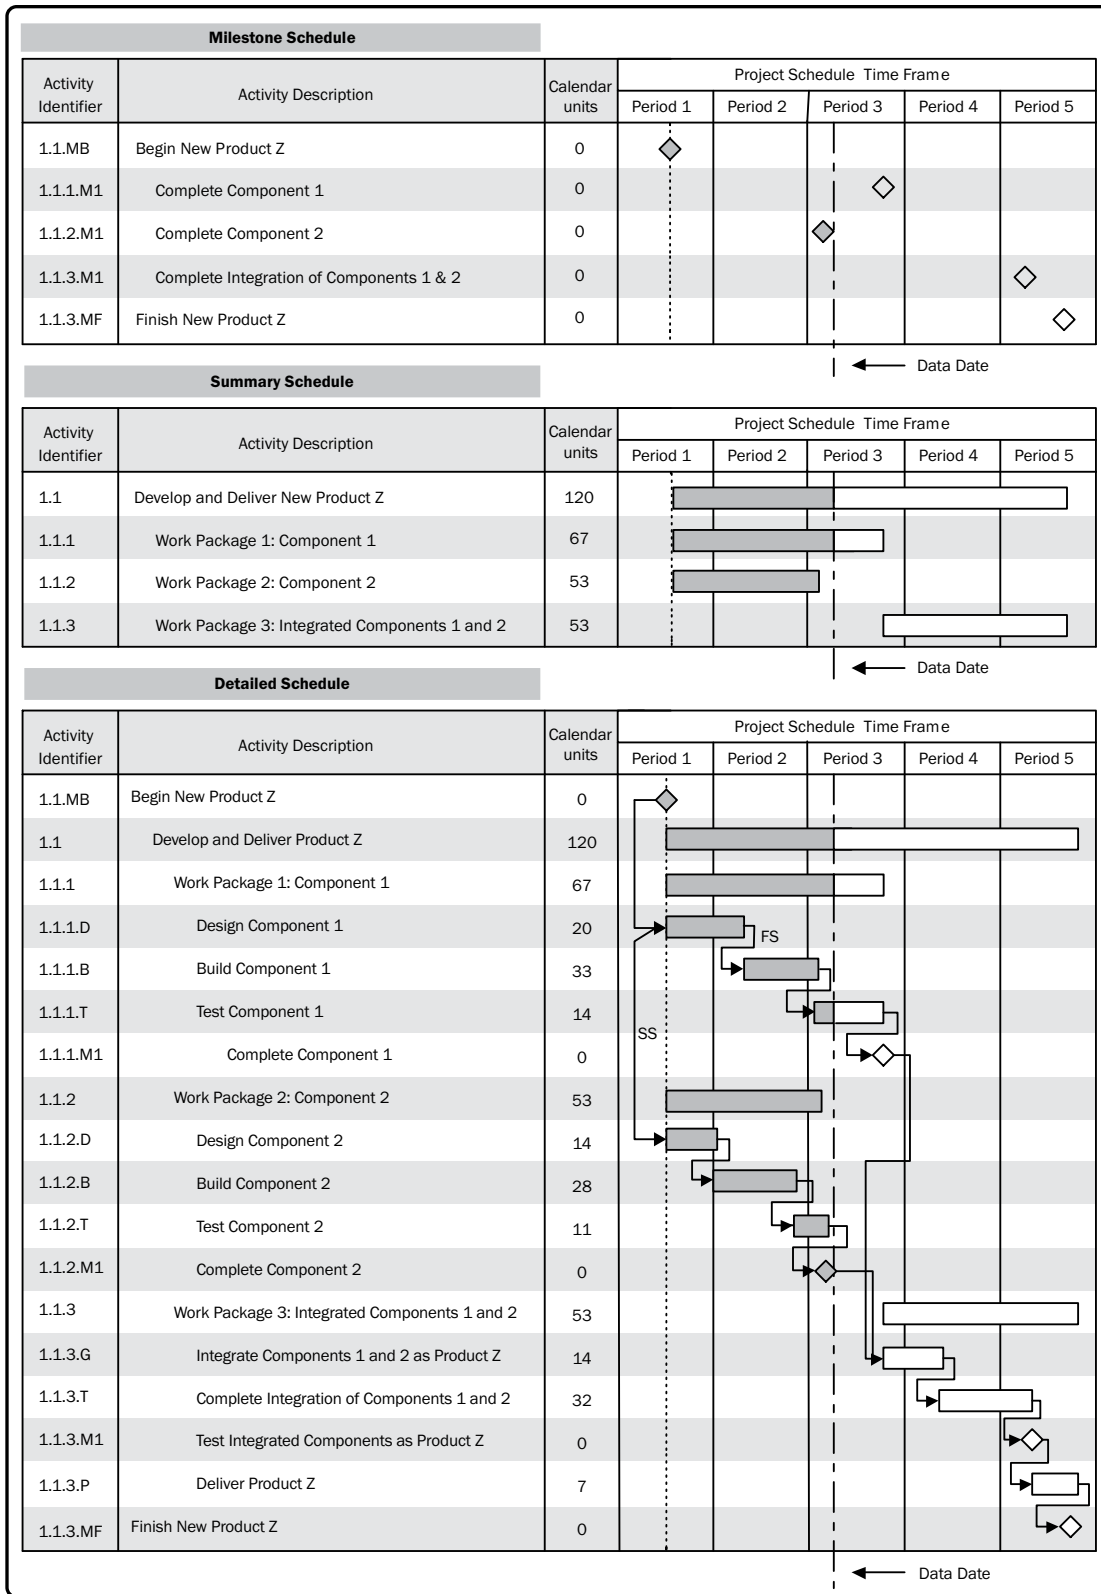 Milestone Schedule
Activity Identifier
Activity Description
Calendar units
Project Schedule Time Frame
Period 1 Period 2 Period 3 Period 4 Period 5
1.1.MB Begin New Product Z 0
1.1.1.M1 Complete Component 1 0
1.1.2.M1 Complete Component 2 0
1.1.3.M1 Complete Integration of Components 1 & 2 0
1.1.3.MF Finish New Product Z 0
Data Date
Summary Schedule
Activity Identifier
Activity Description
Calendar units
Project Schedule Time Frame
Period 1 Period 2 Period 3 Period 4 Period 5
1.1 Develop and Deliver New Product Z 120
1.1.1 Work Package 1: Component 1 67
1.1.2 Work Package 2: Component 2 53
1.1.3 Work Package 3: Integrated Components 1 and 2 53
Data Date
Detailed Schedule
Activity Identifier
Activity Description
Calendar units
Project Schedule Time Frame
Period 1 Period 2 Period 3 Period 4 Period 5
1.1.MB Begin New Product Z 0
1.1 Develop and Deliver Product Z 120
1.1.1 Work Package 1: Component 1 67
1.1.1.D Design Component 1 20
FS
1.1.1.B Build Component 1 33
1.1.1.T Test Component 1 14
SS
1.1.1.M1 Complete Component 1 0
1.1.2 Work Package 2: Component 2 53
1.1.2.D Design Component 2 14
1.1.2.B Build Component 2 28
1.1.2.T Test Component 2 11
1.1.2.M1 Complete Component 2 0
1.1.3 Work Package 3: Integrated Components 1 and 2 53
1.1.3.G Integrate Components 1 and 2 as Product Z 14
1.1.3.T Complete Integration of Components 1 and 2 32
1.1.3.M1 Test Integrated Components as Product Z 0
1.1.3.P Deliver Product Z 7
1.1.3.MF Finish New Product Z 0
Data Date